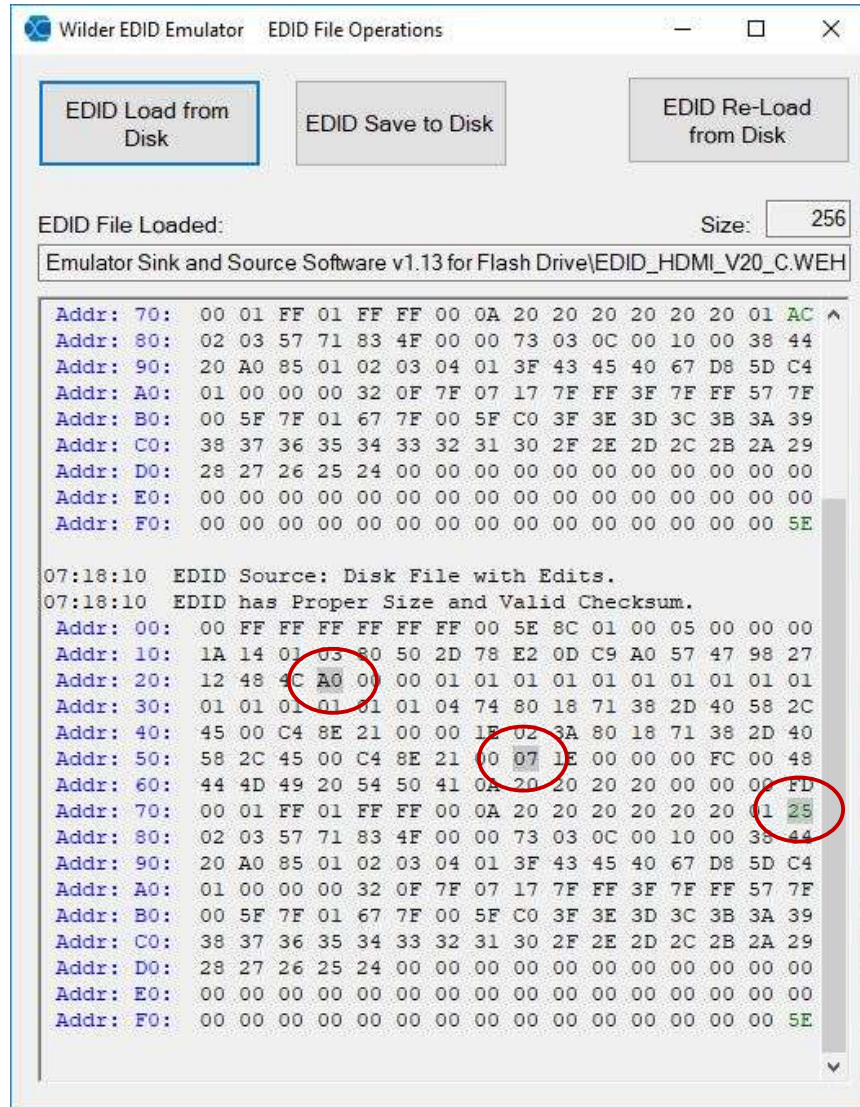 Wilder EDID Emulator EDID File Operations
EDID Load from Disk
EDID Save to Disk
EDID Re-Load from Disk
EDID File Loaded:
Size: 256
Emulator Sink and Source Software v1.13 for Flash Drive\EDID_HDMI_V20_C.WEH
Addr: 70: 00 01 FF 01 FF FF 00 0A 20 20 20 20 20 20 01 AC
Addr: 80: 02 03 57 71 83 4F 00 00 73 03 0C 00 10 00 38 44
Addr: 90: 20 A0 85 01 02 03 04 01 3F 43 45 40 67 D8 5D C4
Addr: A0: 01 00 00 00 32 0F 7F 07 17 7F FF 3F 7F FF 57 7F
Addr: B0: 00 5F 7F 01 67 7F 00 5F C0 3F 3E 3D 3C 3B 3A 39
Addr: C0: 38 37 36 35 34 33 32 31 30 2F 2E 2D 2C 2B 2A 29
Addr: D0: 28 27 26 25 24 00 00 00 00 00 00 00 00 00 00 00
Addr: E0: 00 00 00 00 00 00 00 00 00 00 00 00 00 00 00 00
Addr: F0: 00 00 00 00 00 00 00 00 00 00 00 00 00 00 00 5E
07:18:10 EDID Source: Disk File with Edits.
07:18:10 EDID has Proper Size and Valid Checksum.
Addr: 00: 00 FF FF FF FF FF FF 00 5E 8C 01 00 05 00 00 00
Addr: 10: 1A 14 01 03 80 50 2D 78 E2 0D C9 A0 57 47 98 27
Addr: 20: 12 48 4C A0 00 00 01 01 01 01 01 01 01 01 01 01
Addr: 30: 01 01 01 01 01 01 04 74 80 18 71 38 2D 40 58 2C
Addr: 40: 45 00 C4 8E 21 00 00 1E 02 3A 80 18 71 38 2D 40
Addr: 50: 58 2C 45 00 C4 8E 21 00 07 1E 00 00 00 FC 00 48
Addr: 60: 44 4D 49 20 54 50 41 0A 20 20 20 20 00 00 00 FD
Addr: 70: 00 01 FF 01 FF FF 00 0A 20 20 20 20 20 20 01 25
Addr: 80: 02 03 57 71 83 4F 00 00 73 03 0C 00 10 00 38 44
Addr: 90: 20 A0 85 01 02 03 04 01 3F 43 45 40 67 D8 5D C4
Addr: A0: 01 00 00 00 32 0F 7F 07 17 7F FF 3F 7F FF 57 7F
Addr: B0: 00 5F 7F 01 67 7F 00 5F C0 3F 3E 3D 3C 3B 3A 39
Addr: C0: 38 37 36 35 34 33 32 31 30 2F 2E 2D 2C 2B 2A 29
Addr: D0: 28 27 26 25 24 00 00 00 00 00 00 00 00 00 00 00
Addr: E0: 00 00 00 00 00 00 00 00 00 00 00 00 00 00 00 00
Addr: F0: 00 00 00 00 00 00 00 00 00 00 00 00 00 00 00 5E